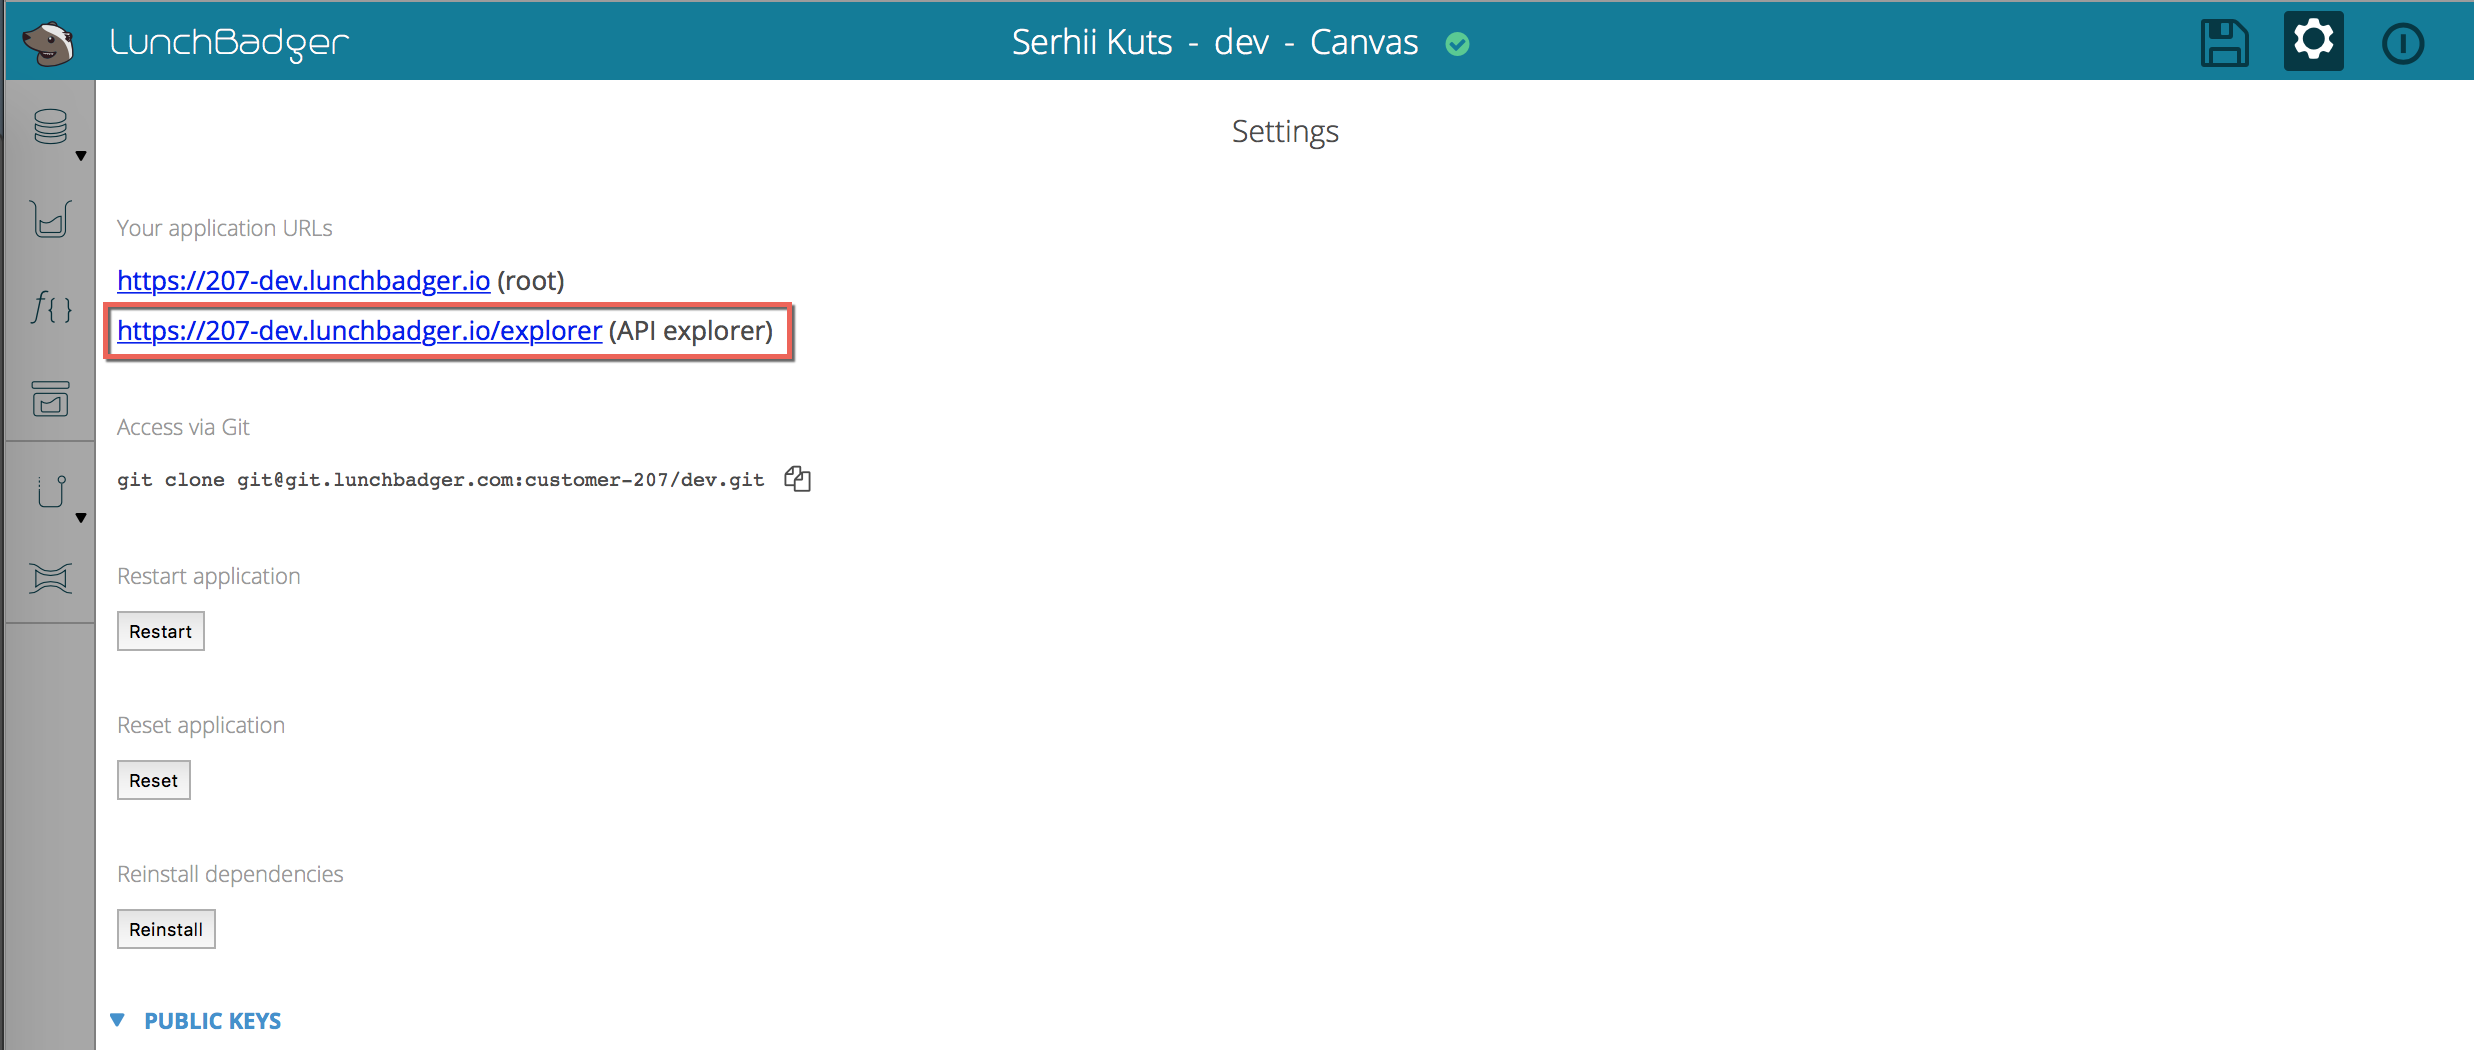 LunchBadger
Serhii Kuts - dev - Canvas
Settings
Your application URLs
https://207-dev.lunchbadger.io (root)
https://207-dev.lunchbadger.io/explorer (API explorer)
Access via Git
git clone git@git.lunchbadger.com:customer-207/dev.git
Restart application
Restart
Reset application
Reset
Reinstall dependencies
Reinstall
PUBLIC KEYS
f{}